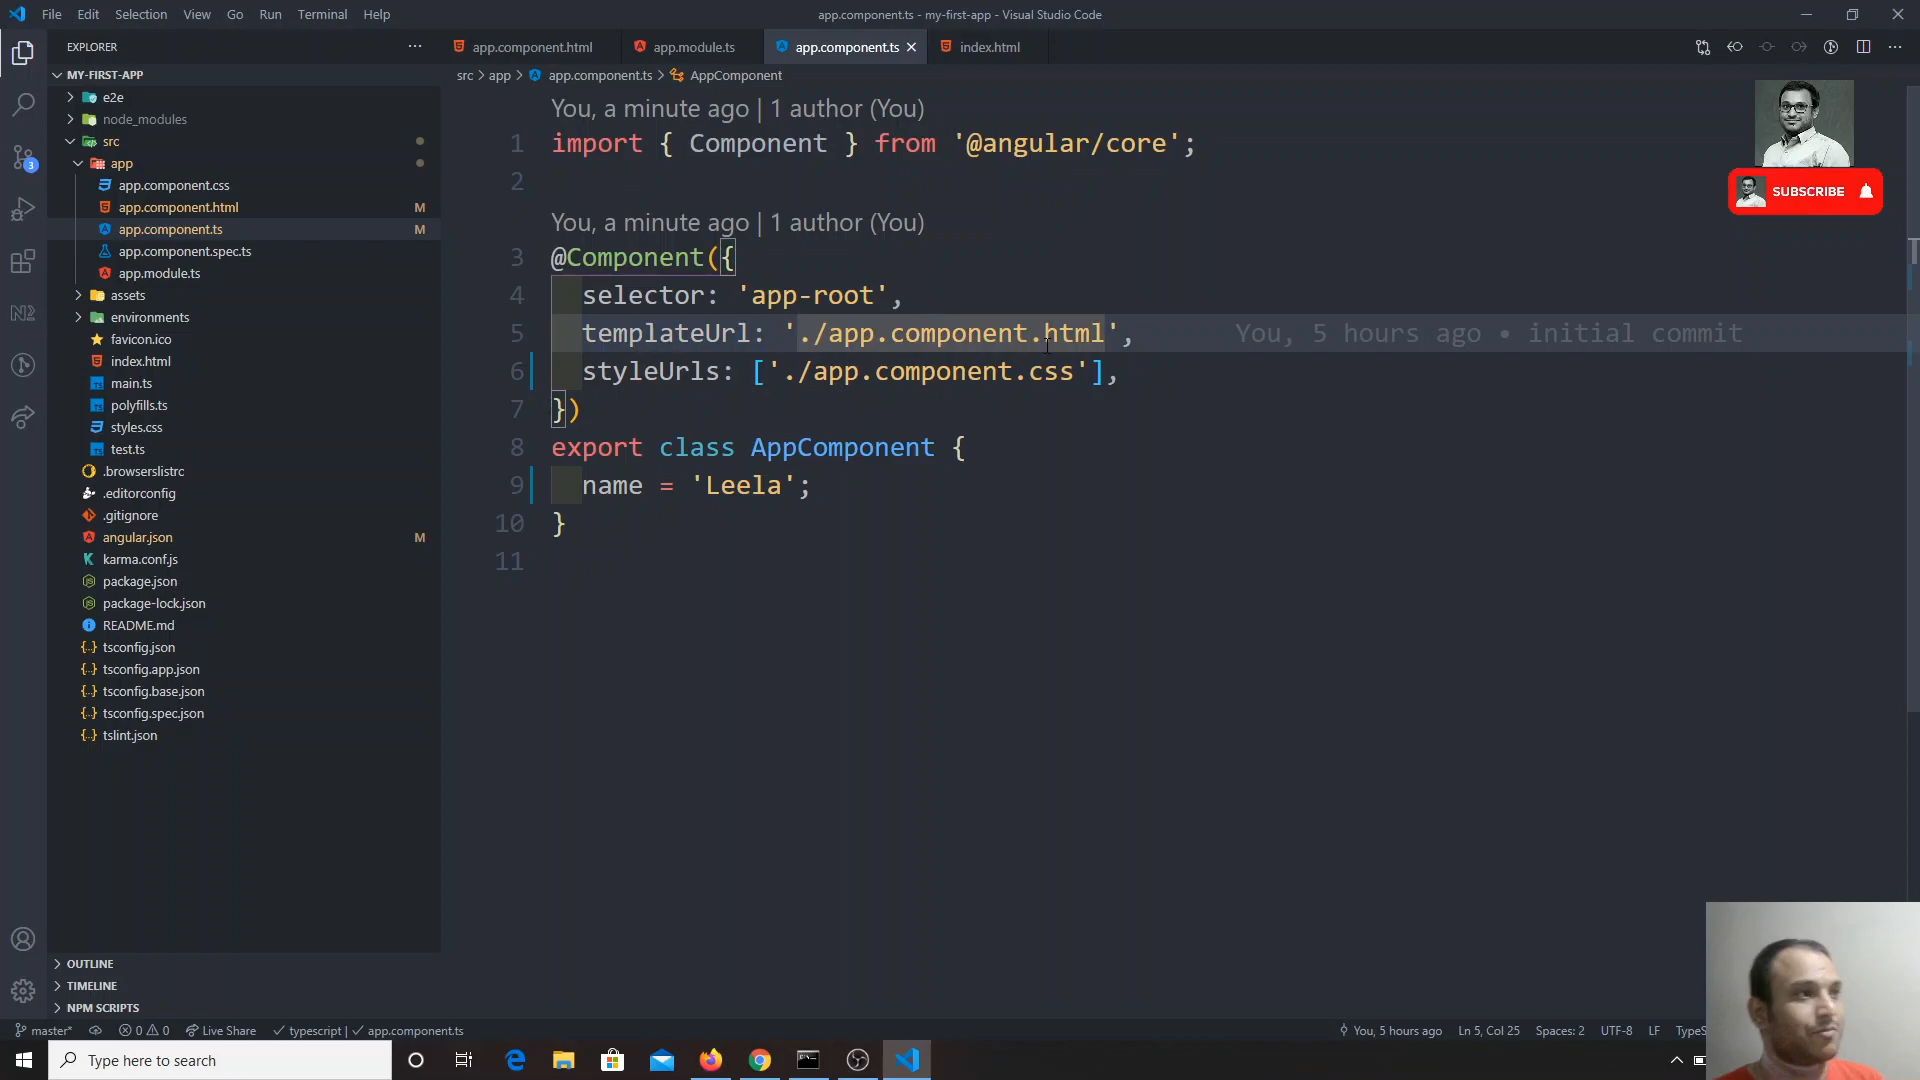 File Edit Selection View Go Run Terminal Help
app.component.ts - my-first-app - Visual Studio Code
EXPLORER
MY-FIRST-APP
e2e
node_modules
src
app
app.component.css
app.component.html M
app.component.ts M
app.component.spec.ts
app.module.ts
assets
environments
favicon.ico
index.html
main.ts
polyfills.ts
styles.css
test.ts
.browserslistrc
.editorconfig
.gitignore
angular.json M
karma.conf.js
package.json
package-lock.json
README.md
tsconfig.json
tsconfig.app.json
tsconfig.base.json
tsconfig.spec.json
tslint.json
OUTLINE
TIMELINE
NPM SCRIPTS
3
N2
app.component.html app.module.ts app.component.ts index.html
src > app > app.component.ts > AppComponent
You, a minute ago | 1 author (You)
1 import { Component } from '@angular/core';
2
You, a minute ago | 1 author (You)
3 @Component({
4 selector: 'app-root',
5 templateUrl: './app.component.html', You, 5 hours ago • initial commit
6 styleUrls: ['./app.component.css'],
7 })
8 export class AppComponent {
9 name = 'Leela';
10 }
11
SUBSCRIBE
master* 0 0 Live Share typescript | app.component.ts
You, 5 hours ago Ln 5, Col 25 Spaces: 2 UTF-8 LF TypeS
Type here to search